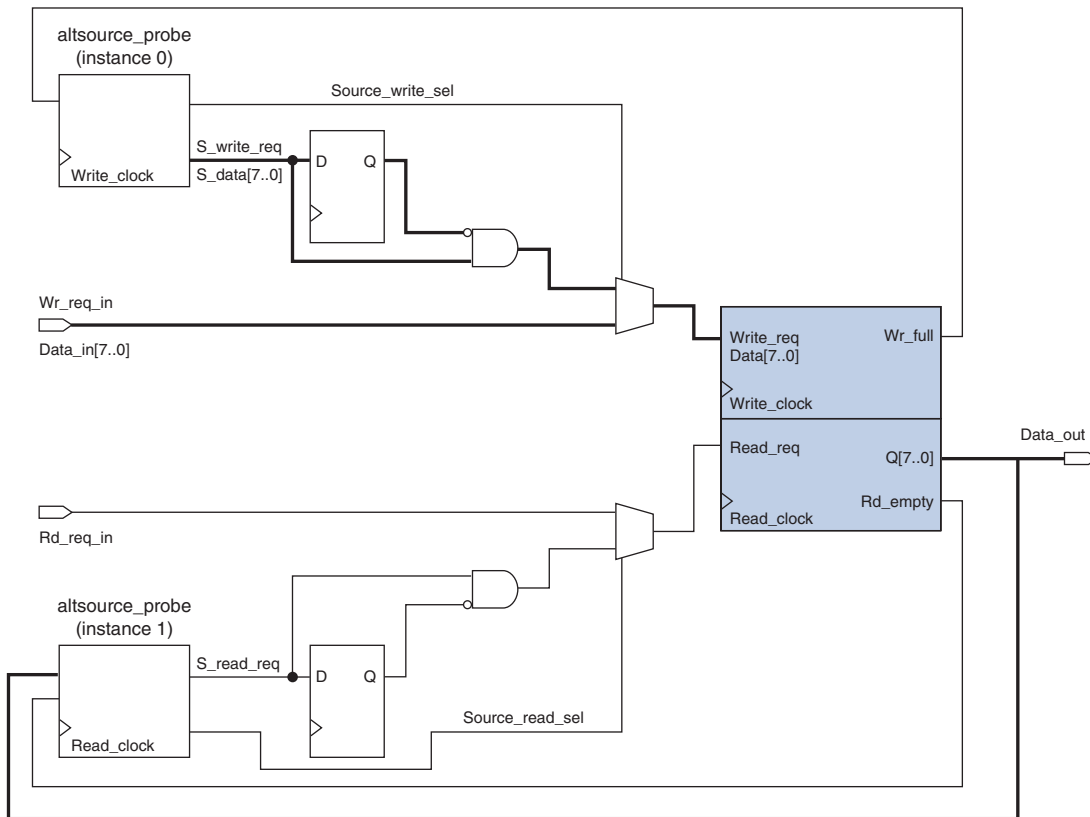 altsource_probe
(instance 0)
Source_write_sel
S_write_req
D Q
Write_clock
S_data[7..0]
Wr_req_in
Data_in[7..0]
Write_req
Wr_full
Data[7..0]
Write_clock
Data_out
Read_req
Q[7..0]
Rd_empty
Read_clock
Rd_req_in
altsource_probe
(instance 1)
S_read_req
D Q
Source_read_sel
Read_clock